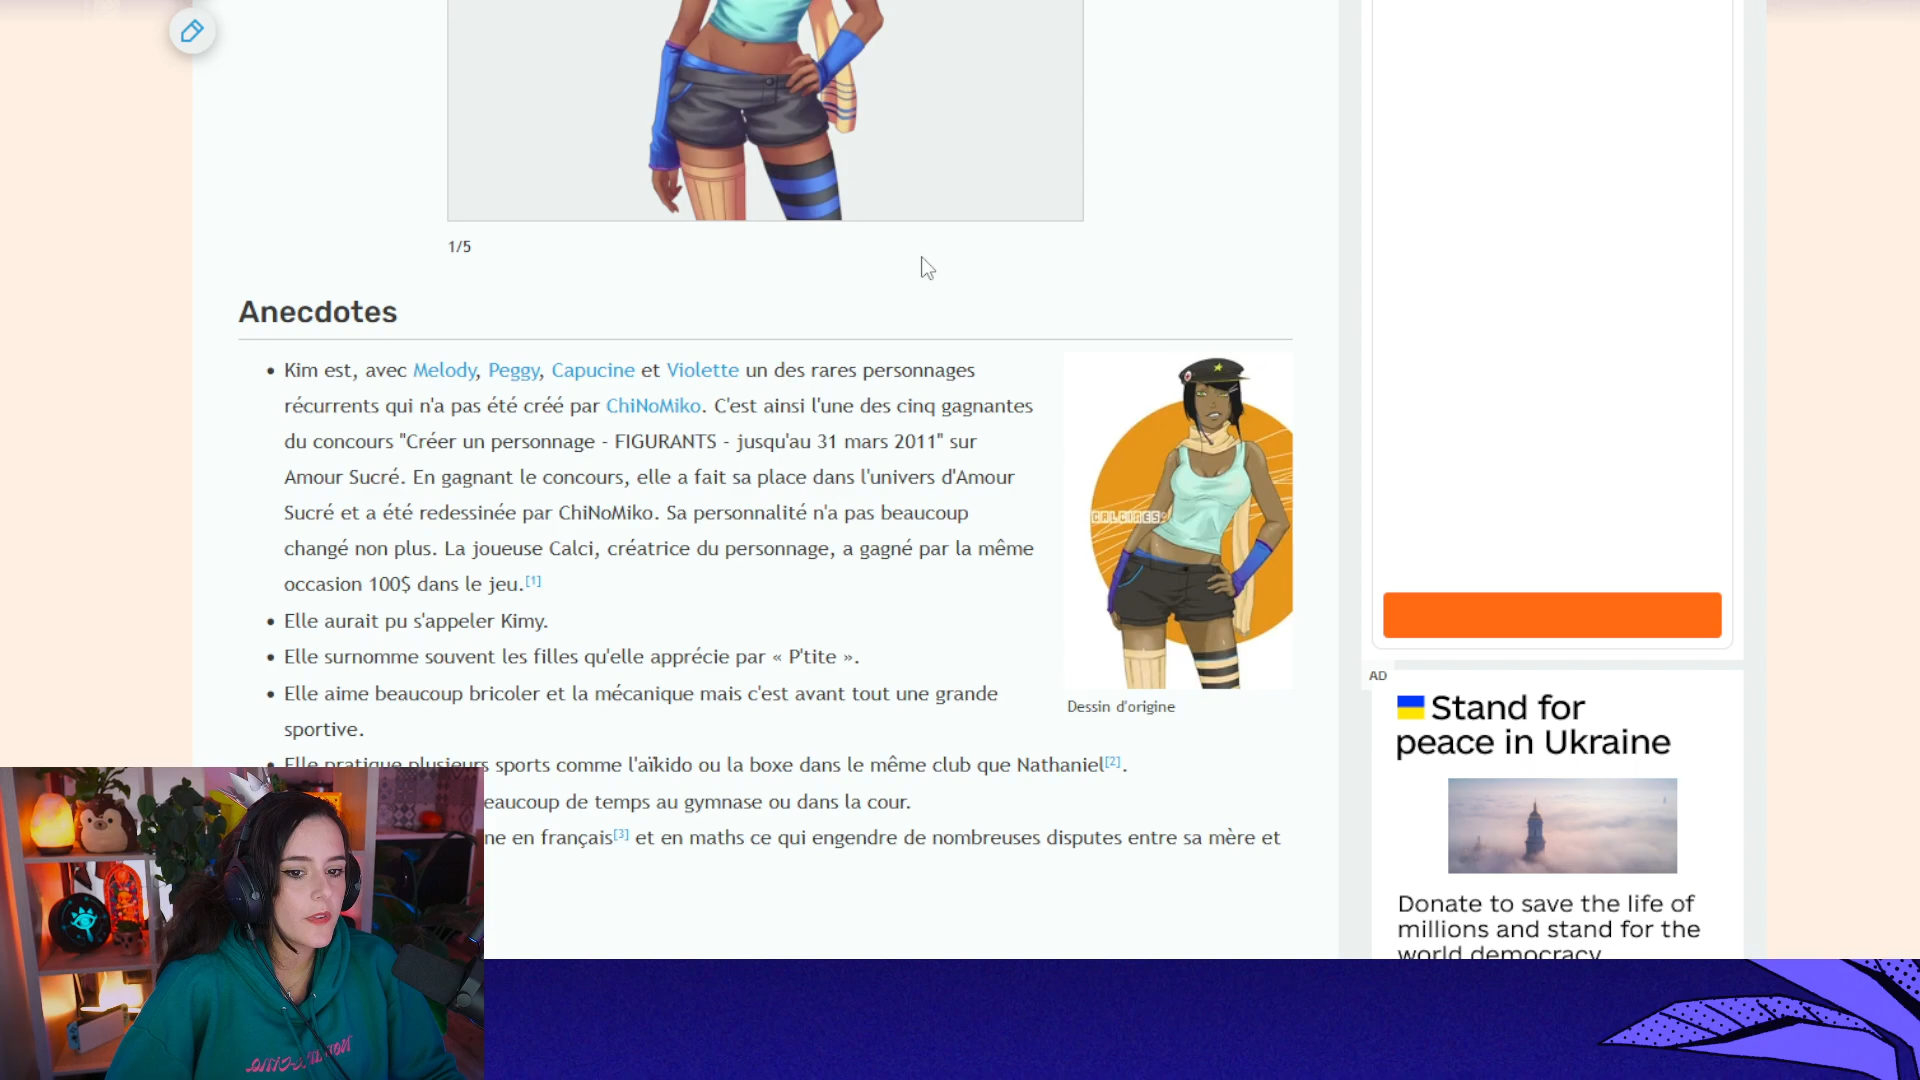 1/5
Anecdotes
Kim est, avec Melody, Peggy, Capucine et Violette un des rares personnages
récurrents qui n'a pas été créé par ChiNoMiko. C'est ainsi l'une des cinq gagnantes
du concours "Créer un personnage - FIGURANTS - jusqu'au 31 mars 2011" sur
Amour Sucré. En gagnant le concours, elle a fait sa place dans l'univers d'Amour
Sucré et a été redessinée par ChiNoMiko. Sa personnalité n'a pas beaucoup
changé non plus. La joueuse Calci, créatrice du personnage, a gagné par la même
occasion 100$ dans le jeu.[1]
Elle aurait pu s'appeler Kimy.
Elle surnomme souvent les filles qu'elle apprécie par « P'tite ».
Elle aime beaucoup bricoler et la mécanique mais c'est avant tout une grande
sportive.
Elle pratique plusieurs sports comme l'aïkido ou la boxe dans le même club que Nathaniel[2].
eaucoup de temps au gymnase ou dans la cour.
ne en français[3] et en maths ce qui engendre de nombreuses disputes entre sa mère et
CALCINES
Dessin d'origine
AD
Stand for
peace in Ukraine
Donate to save the life of
millions and stand for the
world democracy